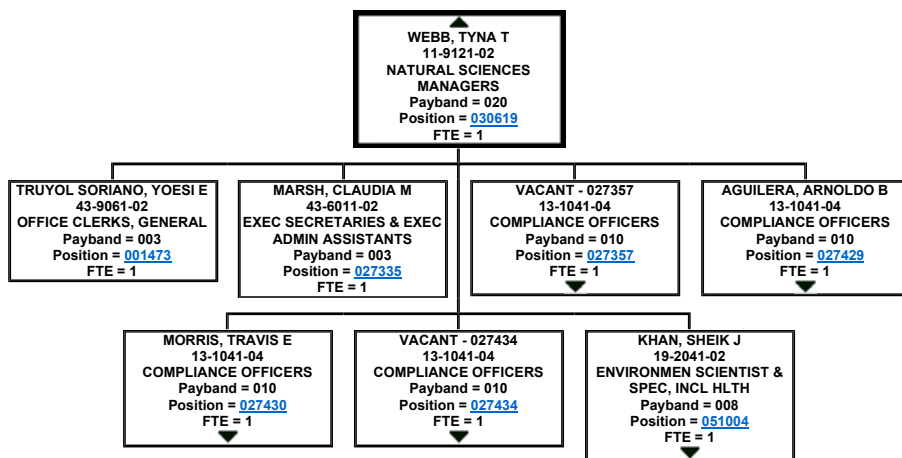 WEBB, TYNA T
11-9121-02
NATURAL SCIENCES
MANAGERS
Payband = 020
Position = 030619
FTE = 1
TRUYOL SORIANO, YOESI E
43-9061-02
OFFICE CLERKS, GENERAL
Payband = 003
Position = 001473
FTE = 1
MARSH, CLAUDIA M
43-6011-02
EXEC SECRETARIES & EXEC
ADMIN ASSISTANTS
Payband = 003
Position = 027335
FTE = 1
VACANT - 027357
13-1041-04
COMPLIANCE OFFICERS
Payband = 010
Position = 027357
FTE = 1
AGUILERA, ARNOLDO B
13-1041-04
COMPLIANCE OFFICERS
Payband = 010
Position = 027429
FTE = 1
MORRIS, TRAVIS E
13-1041-04
COMPLIANCE OFFICERS
Payband = 010
Position = 027430
FTE = 1
VACANT - 027434
13-1041-04
COMPLIANCE OFFICERS
Payband = 010
Position = 027434
FTE = 1
KHAN, SHEIK J
19-2041-02
ENVIRONMEN SCIENTIST &
SPEC, INCL HLTH
Payband = 008
Position = 051004
FTE = 1